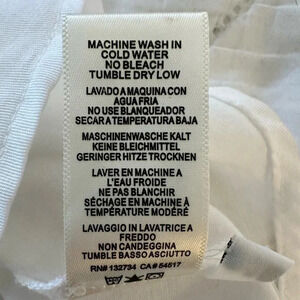 MACHINE WASH IN
COLD WATER
NO BLEACH
TUMBLE DRY LOW
LAVADO A MAQUINA CON
AGUA FRIA
NO USE BLANQUEADOR
SECAR A TEMPERATURA BAJA
MASCHINENWASCHE KALT
KEINE BLEICHMITTEL
GERINGER HITZE TROCKNEN
LAVER EN MACHINE A
L'EAU FROIDE
NE PAS BLANCHIR
SÉCHAGE EN MACHINE À
TEMPÉRATURE MODÉRÉ
LAVAGGIO IN LAVATRICE A
FREDDO
NON CANDEGGINA
TUMBLE BASSO ASCIUTTO
RN# 132734 CA# 54517